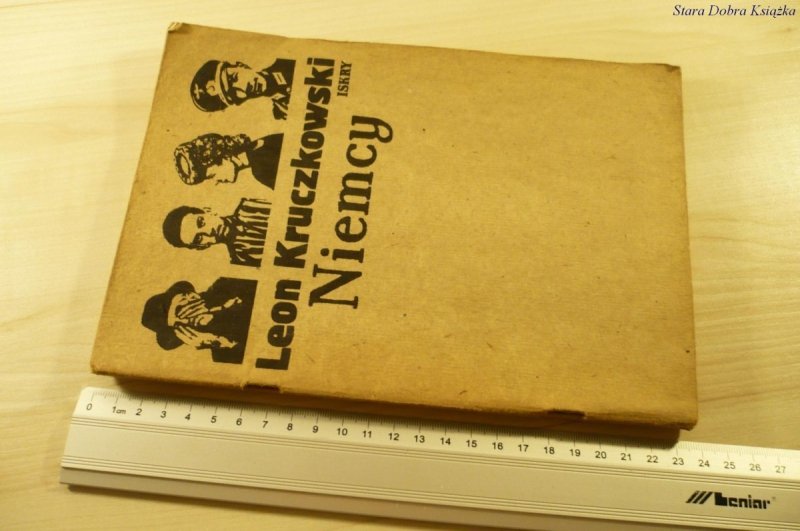 Stara Dobra Książka
Leon Kruczkowski
Niemcy
ISKRY
0 1cm 2 3 4 5 6 7 8 9 10 11 12 13 14 15 16 17 18 19 20 21 22 23 24 25 26 27
leniar